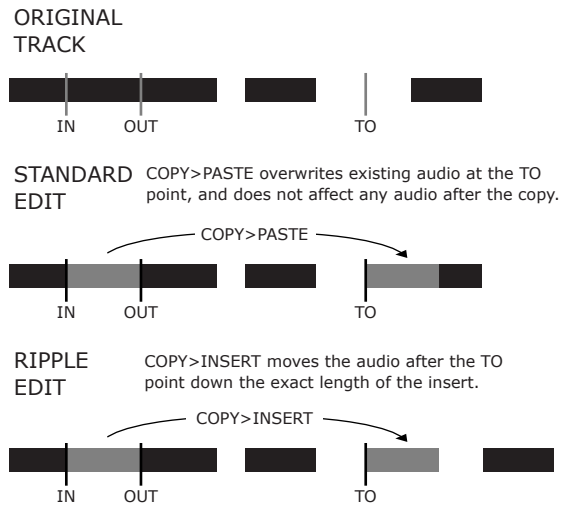 ORIGINAL
TRACK
IN OUT TO
STANDARD
EDIT
COPY>PASTE overwrites existing audio at the TO
point, and does not affect any audio after the copy.
COPY>PASTE
IN OUT TO
RIPPLE
EDIT
COPY>INSERT moves the audio after the TO
point down the exact length of the insert.
COPY>INSERT
IN OUT TO